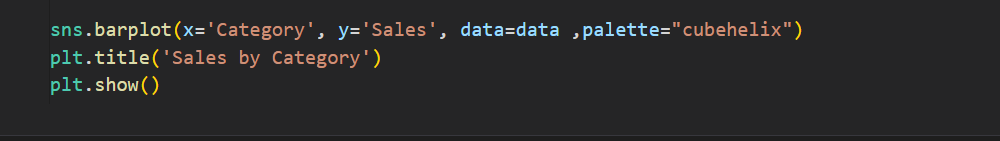 sns.barplot(x='Category', y='Sales', data=data ,palette="cubehelix")
plt.title('Sales by Category')
plt.show()